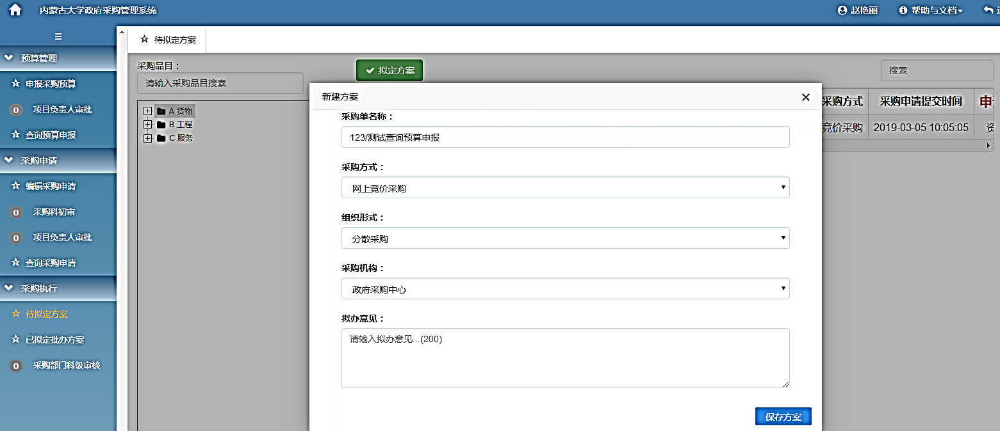 内蒙古大学政府采购管理系统
赵艳丽
帮助与文档
待拟定方案
预算管理
申报采购预算
0 项目负责人审批
查询预算申报
采购申请
编辑采购申请
0 采购科初审
0 项目负责人审批
查询采购申请
采购执行
待拟定方案
已拟定批办方案
0 采购部门科级审核
采购品目：
请输入采购品目搜素
A 货物
B 工程
C 服务
拟定方案
搜索
采购方式 采购申请提交时间
竞价采购 2019-03-05 10:05:05 资
新建方案
采购单名称：
123/测试查询预算申报
采购方式：
网上竞价采购
组织形式：
分散采购
采购机构：
政府采购中心
拟办意见：
请输入拟办意见...(200)
保存方案